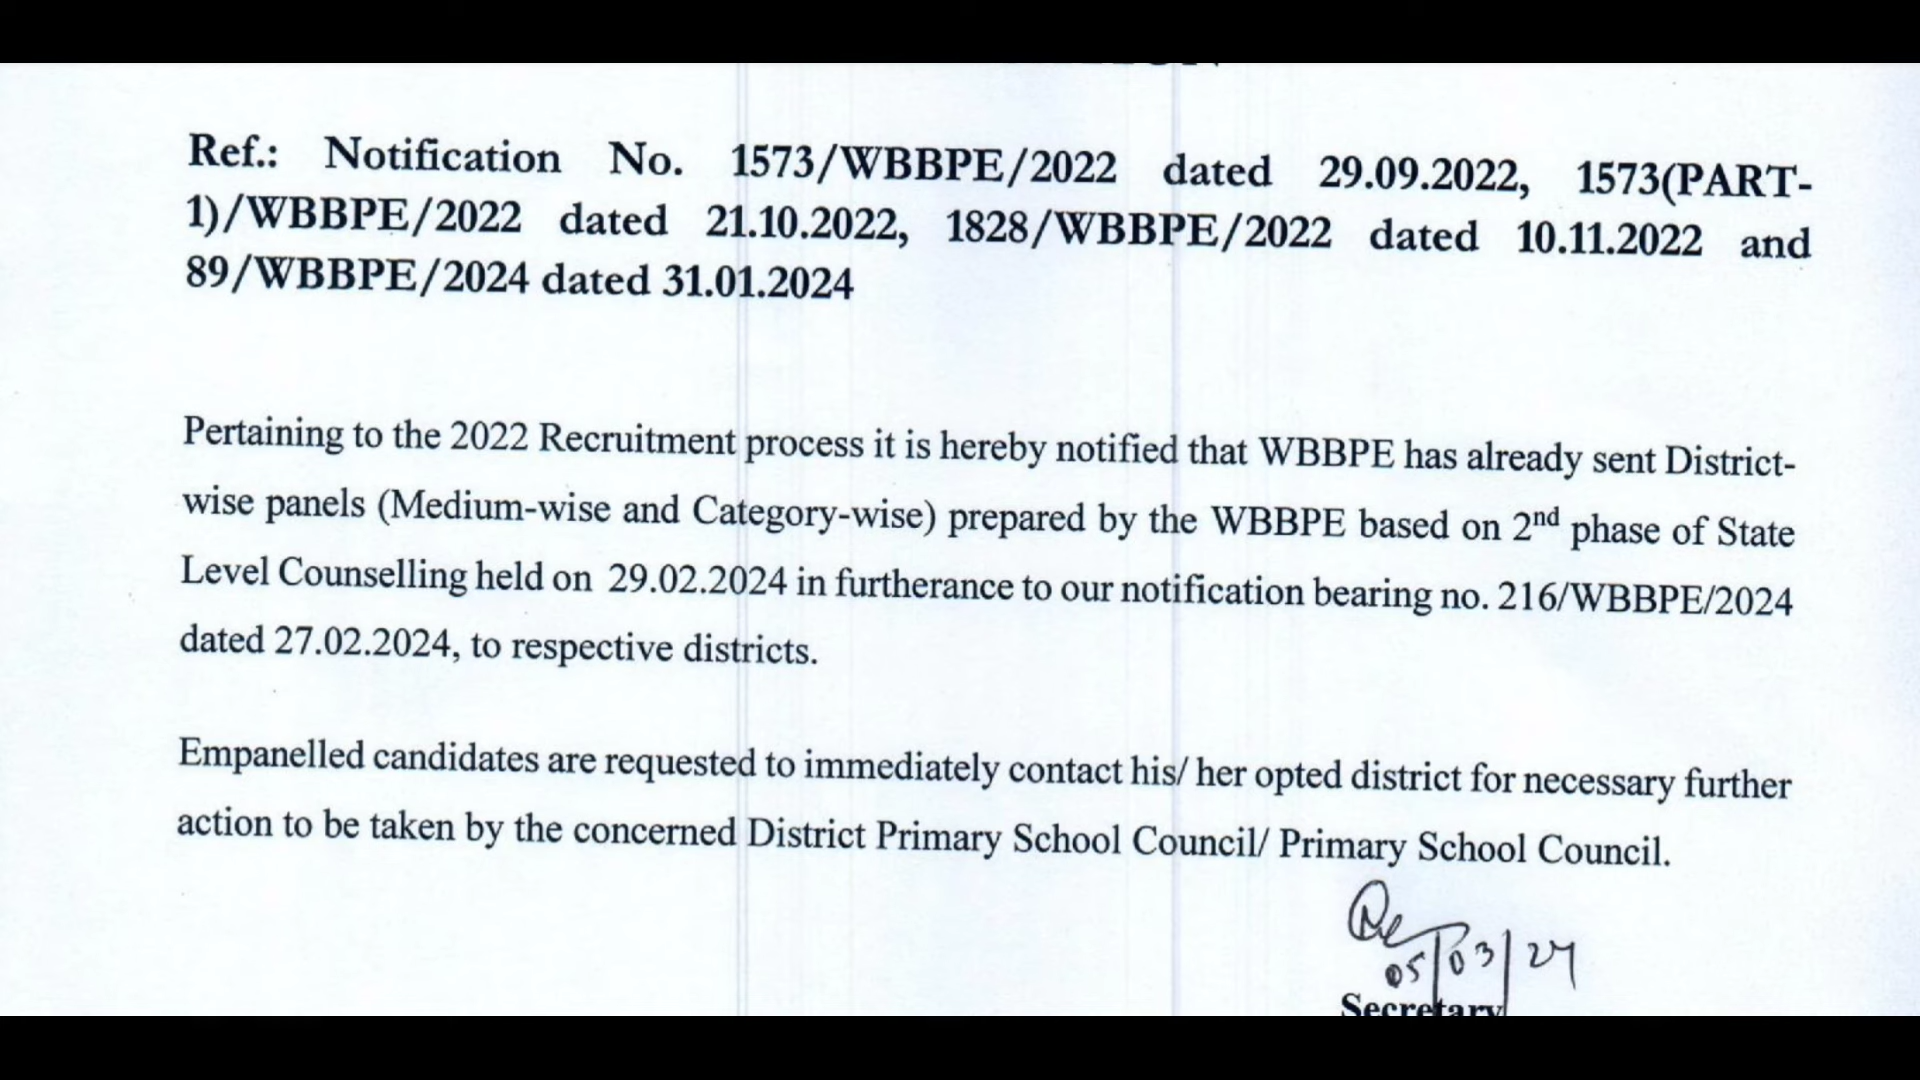 Ref.: Notification No. 1573/WBBPE/2022 dated 29.09.2022, 1573(PART-
1)/WBBPE/2022 dated 21.10.2022, 1828/WBBPE/2022 dated 10.11.2022 and
89/WBBPE/2024 dated 31.01.2024
Pertaining to the 2022 Recruitment process it is hereby notified that WBBPE has already sent District-
wise panels (Medium-wise and Category-wise) prepared by the WBBPE based on 2nd phase of State
Level Counselling held on 29.02.2024 in furtherance to our notification bearing no. 216/WBBPE/2024
dated 27.02.2024, to respective districts.
Empanelled candidates are requested to immediately contact his/ her opted district for necessary further
action to be taken by the concerned District Primary School Council/ Primary School Council.
05/03/24
Secretary